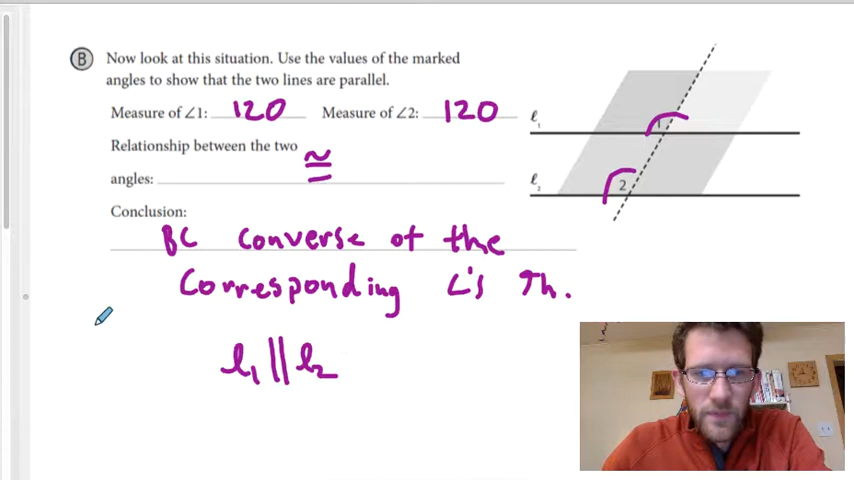 B Now look at this situation. Use the values of the marked
angles to show that the two lines are parallel.
Measure of ∠1: 120 Measure of ∠2: 120
Relationship between the two
angles: ≅
Conclusion:
BC Converse of the
Corresponding ∠'s Th.
ℓ1 || ℓ2
ℓ1
1
ℓ2
2